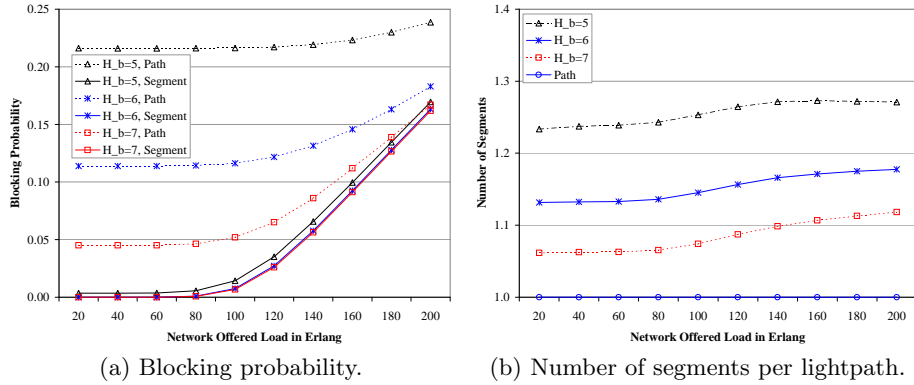 0.25
0.20
0.15
0.10
0.05
0.00
Blocking Probability
H_b=5, Path
H_b=5, Segment
H_b=6, Path
H_b=6, Segment
H_b=7, Path
H_b=7, Segment
20 40 60 80 100 120 140 160 180 200
Network Offered Load in Erlang
(a) Blocking probability.
1.4
1.3
1.2
1.1
1.0
Number of Segments
H_b=5
H_b=6
H_b=7
Path
20 40 60 80 100 120 140 160 180 200
Network Offered Load in Erlang
(b) Number of segments per lightpath.